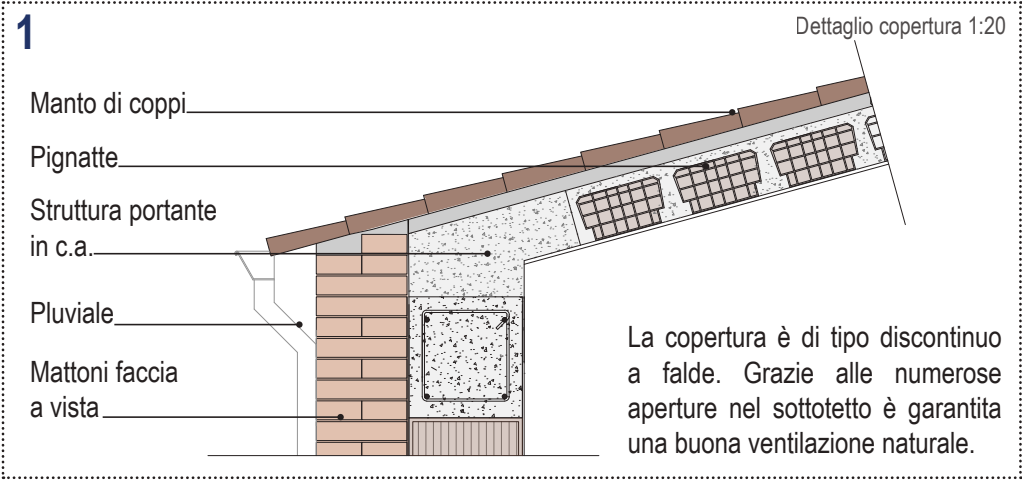 1
Dettaglio copertura 1:20
Manto di coppi
Pignatte
Struttura portante
in c.a.
Pluviale
Mattoni faccia
a vista
La copertura è di tipo discontinuo
a falde. Grazie alle numerose
aperture nel sottotetto è garantita
una buona ventilazione naturale.